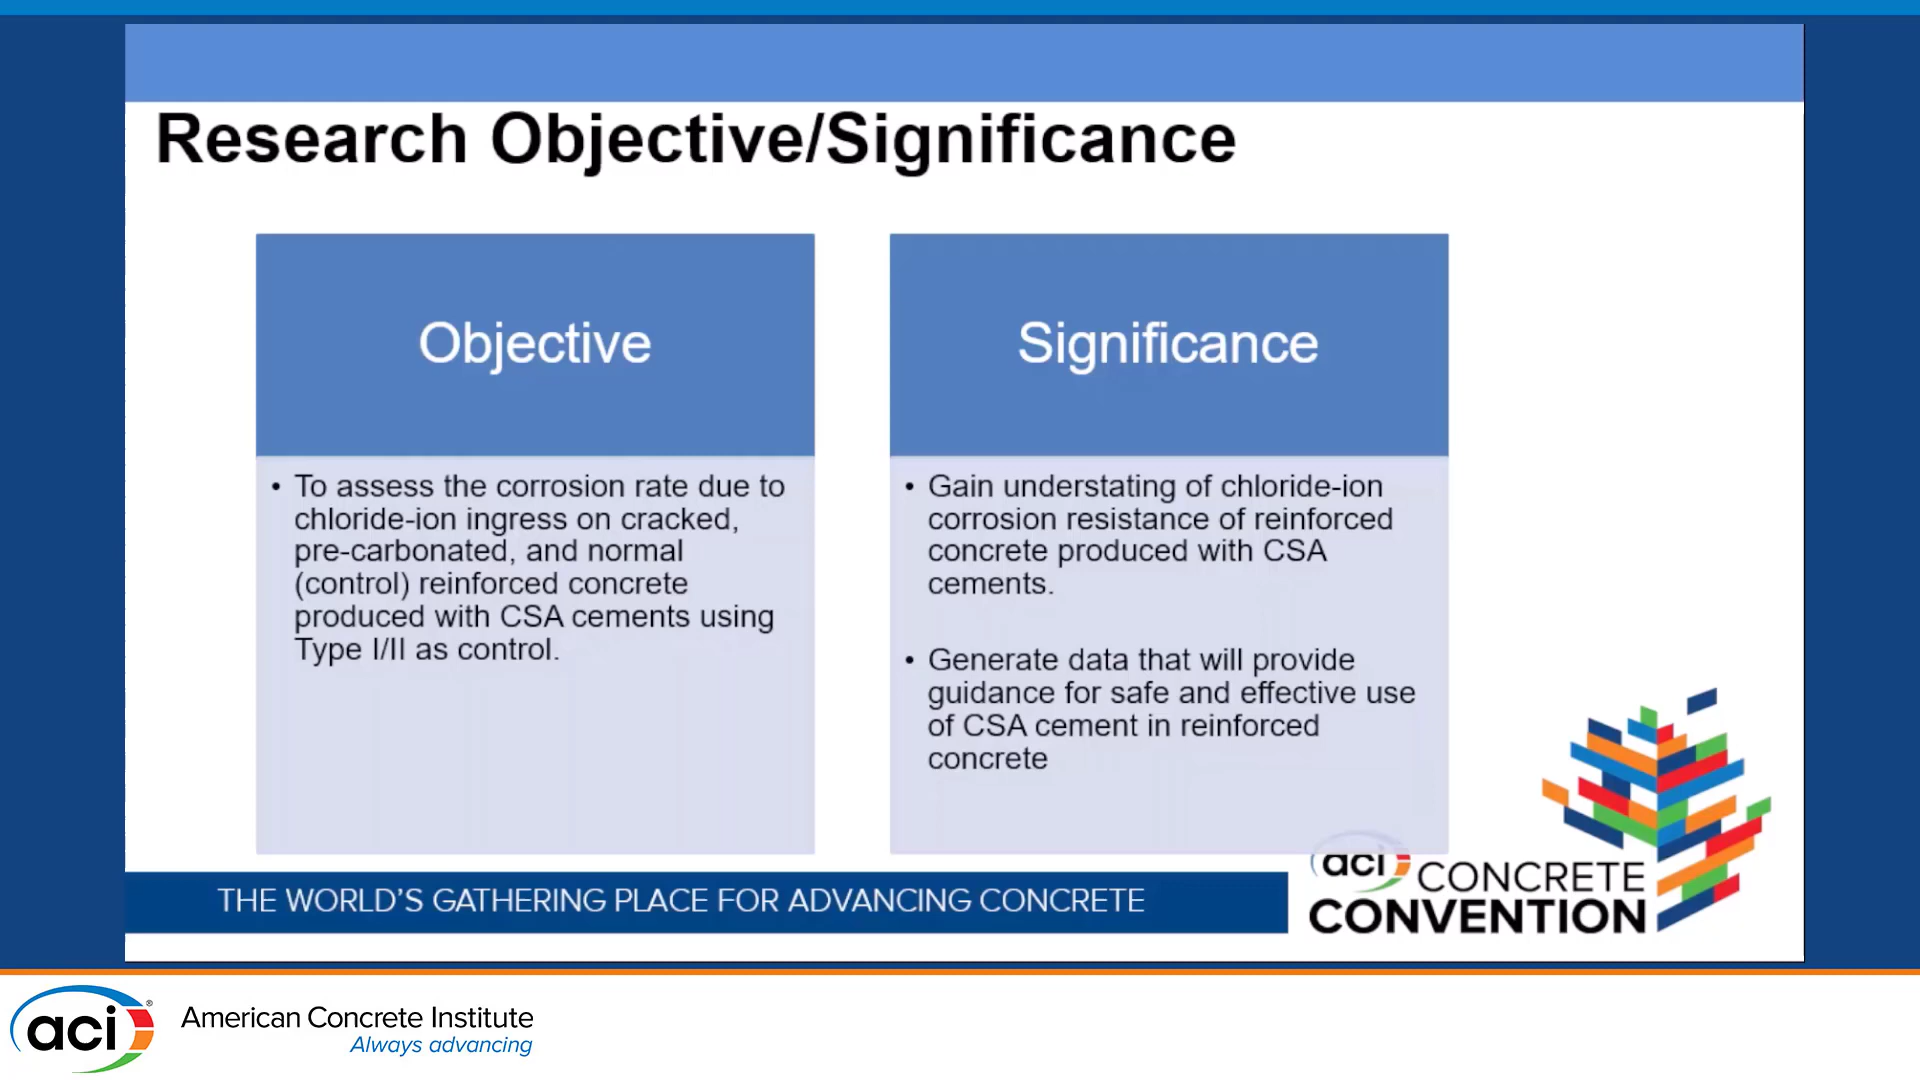 Research Objective/Significance
Objective
• To assess the corrosion rate due to
chloride-ion ingress on cracked,
pre-carbonated, and normal
(control) reinforced concrete
produced with CSA cements using
Type I/II as control.
Significance
• Gain understating of chloride-ion
corrosion resistance of reinforced
concrete produced with CSA
cements.
• Generate data that will provide
guidance for safe and effective use
of CSA cement in reinforced
concrete
THE WORLD'S GATHERING PLACE FOR ADVANCING CONCRETE
aci CONCRETE
CONVENTION
aci®
American Concrete Institute
Always advancing